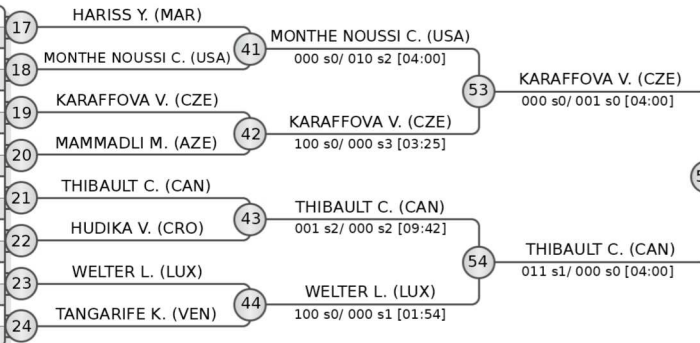 17
HARISS Y. (MAR)
18
MONTHE NOUSSI C. (USA)
41
MONTHE NOUSSI C. (USA)
000 s0/ 010 s2 [04:00]
19
KARAFFOVA V. (CZE)
20
MAMMADLI M. (AZE)
42
KARAFFOVA V. (CZE)
100 s0/ 000 s3 [03:25]
53
KARAFFOVA V. (CZE)
000 s0/ 001 s0 [04:00]
21
THIBAULT C. (CAN)
22
HUDIKA V. (CRO)
43
THIBAULT C. (CAN)
001 s2/ 000 s2 [09:42]
23
WELTER L. (LUX)
24
TANGARIFE K. (VEN)
44
WELTER L. (LUX)
100 s0/ 000 s1 [01:54]
54
THIBAULT C. (CAN)
011 s1/ 000 s0 [04:00]